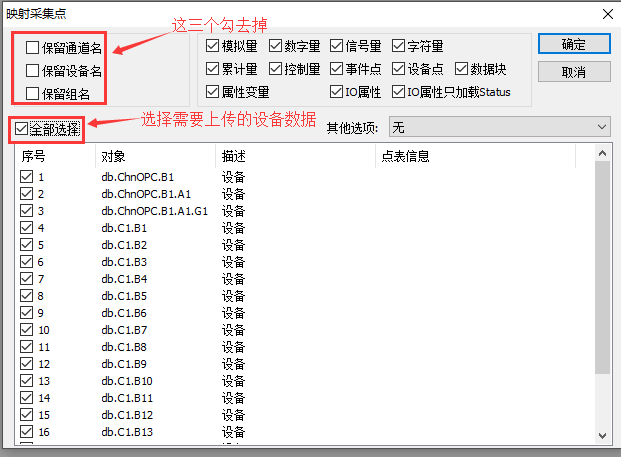 映射采集点
这三个勾去掉
保留通道名
保留设备名
保留组名
模拟量 数字量 信号量 字符量
累计量 控制量 事件点 设备点 数据块
属性变量 IO属性 IO属性只加载Status
确定
取消
全部选择
选择需要上传的设备数据
其他选项: 无
序号 对象 描述 点表信息
1 db.ChnOPC.B1 设备
2 db.ChnOPC.B1.A1 设备
3 db.ChnOPC.B1.A1.G1 设备
4 db.C1.B1 设备
5 db.C1.B2 设备
6 db.C1.B3 设备
7 db.C1.B4 设备
8 db.C1.B5 设备
9 db.C1.B6 设备
10 db.C1.B7 设备
11 db.C1.B8 设备
12 db.C1.B9 设备
13 db.C1.B10 设备
14 db.C1.B11 设备
15 db.C1.B12 设备
16 db.C1.B13 设备